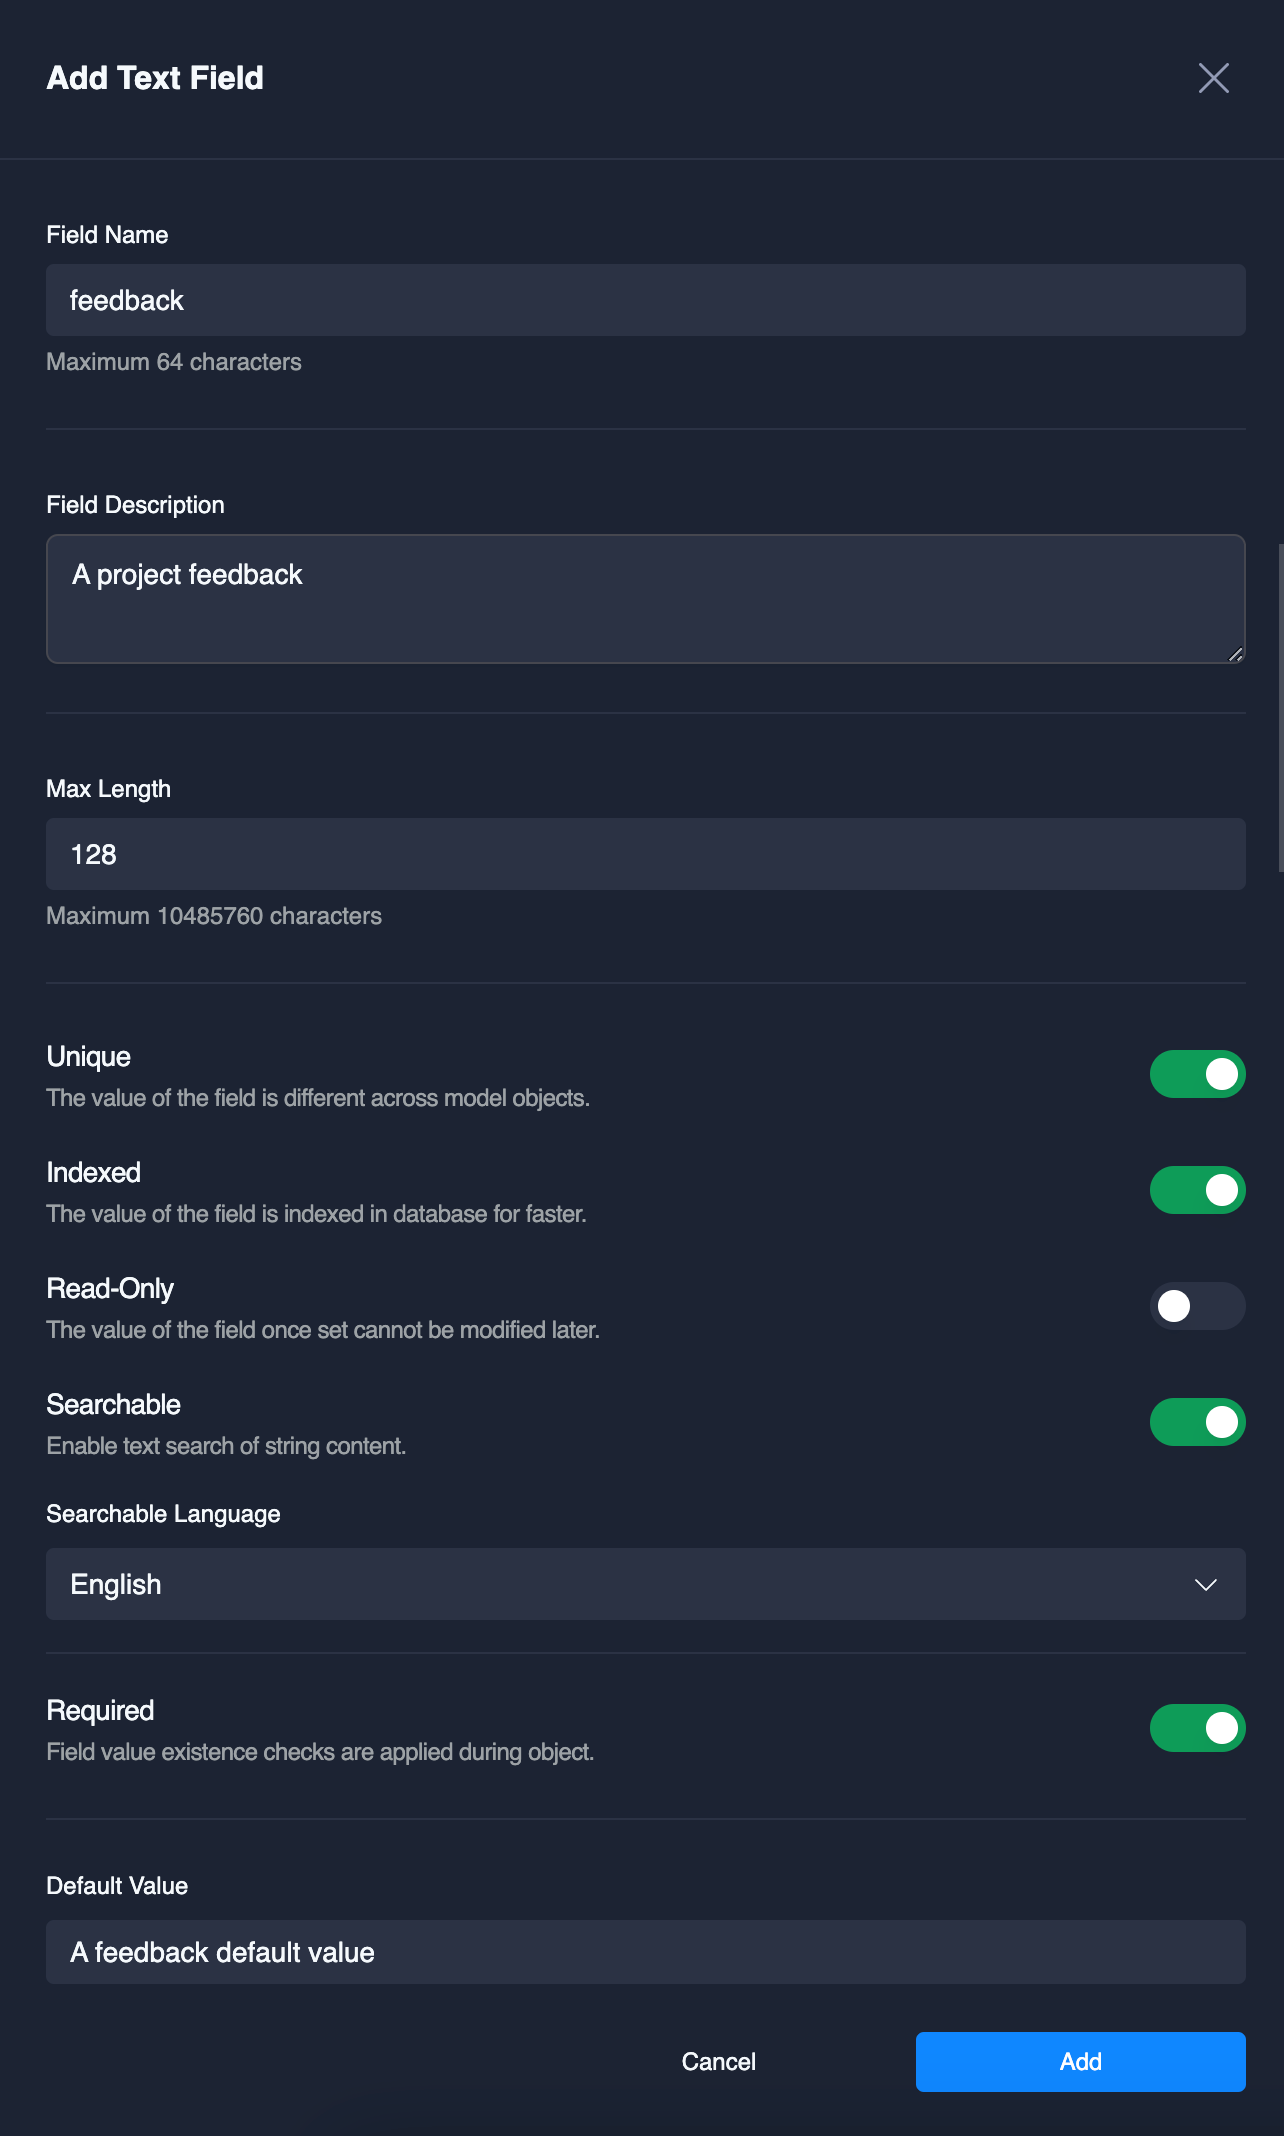 Add Text Field
Field Name
feedback
Maximum 64 characters
Field Description
A project feedback
Max Length
128
Maximum 10485760 characters
Unique
The value of the field is different across model objects.
Indexed
The value of the field is indexed in database for faster.
Read-Only
The value of the field once set cannot be modified later.
Searchable
Enable text search of string content.
Searchable Language
English
Required
Field value existence checks are applied during object.
Default Value
A feedback default value
Cancel
Add